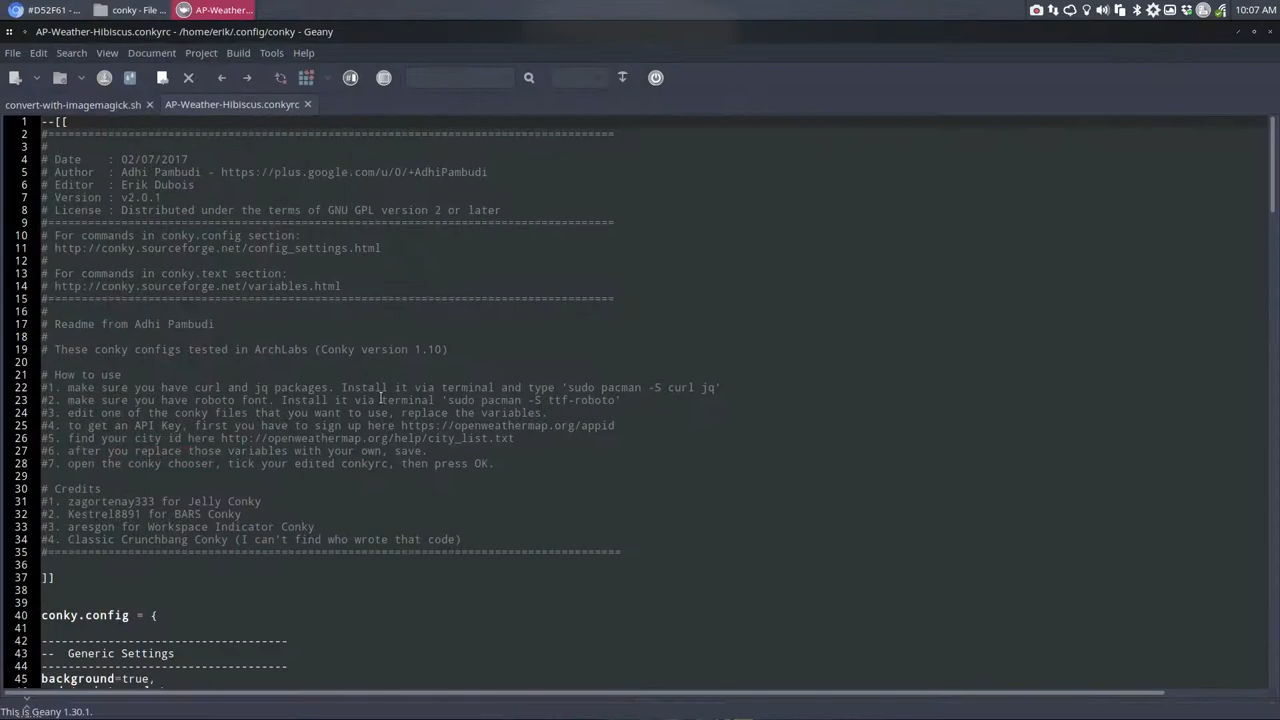 #D52F61 - ...
conky - File ...
AP-Weather...
10:07 AM
AP-Weather-Hibiscus.conkyrc - /home/erik/.config/conky - Geany
File Edit Search View Document Project Build Tools Help
convert-with-imagemagick.sh
AP-Weather-Hibiscus.conkyrc
1 --[[
2 #======================================================================================
3 #
4 # Date : 02/07/2017
5 # Author : Adhi Pambudi - https://plus.google.com/u/0/+AdhiPambudi
6 # Editor : Erik Dubois
7 # Version : v2.0.1
8 # License : Distributed under the terms of GNU GPL version 2 or later
9 #======================================================================================
10 # For commands in conky.config section:
11 # http://conky.sourceforge.net/config_settings.html
12 #
13 # For commands in conky.text section:
14 # http://conky.sourceforge.net/variables.html
15 #======================================================================================
16 #
17 # Readme from Adhi Pambudi
18 #
19 # These conky configs tested in ArchLabs (Conky version 1.10)
20
21 # How to use
22 #1. make sure you have curl and jq packages. Install it via terminal and type 'sudo pacman -S curl jq'
23 #2. make sure you have roboto font. Install it via terminal 'sudo pacman -S ttf-roboto'
24 #3. edit one of the conky files that you want to use, replace the variables.
25 #4. to get an API Key, first you have to sign up here https://openweathermap.org/appid
26 #5. find your city id here http://openweathermap.org/help/city_list.txt
27 #6. after you replace those variables with your own, save.
28 #7. open the conky chooser, tick your edited conkyrc, then press OK.
29
30 # Credits
31 #1. zagortenay333 for Jelly Conky
32 #2. Kestrel8891 for BARS Conky
33 #3. aresgon for Workspace Indicator Conky
34 #4. Classic Crunchbang Conky (I can't find who wrote that code)
35 #=======================================================================================
36
37 ]]
38
39
40 conky.config = {
41
42 -------------------------------------
43 -- Generic Settings
44 -------------------------------------
45 background=true,
This is Geany 1.30.1.